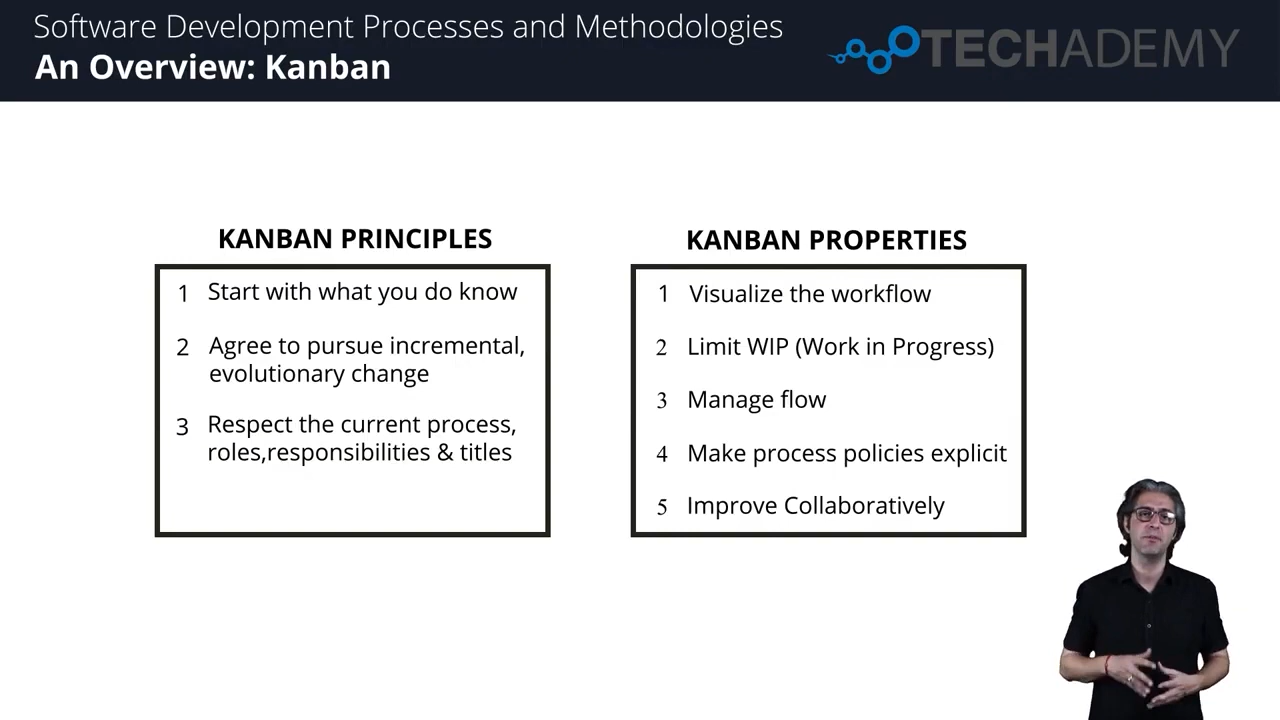 Software Development Processes and Methodologies
An Overview: Kanban
TECHADEMY
KANBAN PRINCIPLES
1 Start with what you do know
2 Agree to pursue incremental,
evolutionary change
3 Respect the current process,
roles,responsibilities & titles
KANBAN PROPERTIES
1 Visualize the workflow
2 Limit WIP (Work in Progress)
3 Manage flow
4 Make process policies explicit
5 Improve Collaboratively